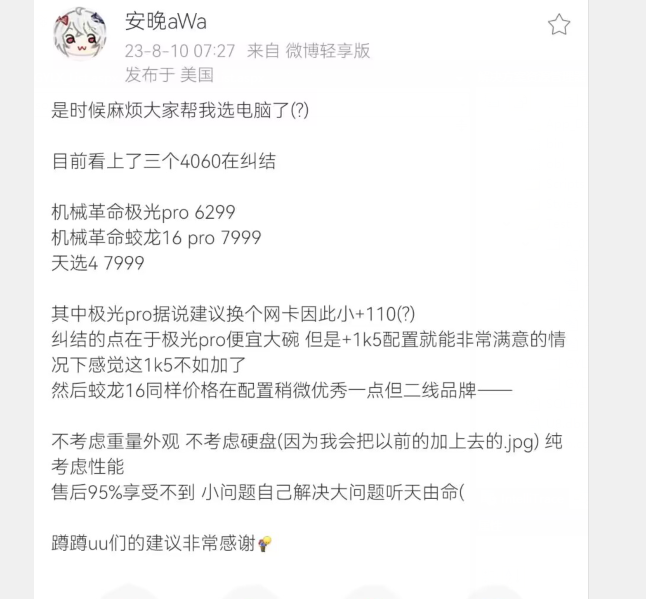 安晚aWa
23-8-10 07:27 来自 微博轻享版
发布于 美国
是时候麻烦大家帮我选电脑了(?)
目前看上了三个4060在纠结
机械革命极光pro 6299
机械革命蛟龙16 pro 7999
天选4 7999
其中极光pro据说建议换个网卡因此小+110(?)
纠结的点在于极光pro便宜大碗 但是+1k5配置就能非常满意的情
况下感觉这1k5不如加了
然后蛟龙16同样价格在配置稍微优秀一点但二线品牌——
不考虑重量外观 不考虑硬盘(因为我会把以前的加上去的.jpg) 纯
考虑性能
售后95%享受不到 小问题自己解决大问题听天由命(
蹲蹲uu们的建议非常感谢